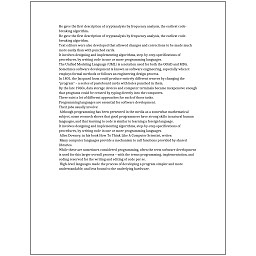 He gave the first description of cryptanalysis by frequency analysis, the earliest code-
breaking algorithm.
He gave the first description of cryptanalysis by frequency analysis, the earliest code-
breaking algorithm.
Text editors were also developed that allowed changes and corrections to be made much
more easily than with punched cards.
It involves designing and implementing algorithms, step-by-step specifications of
procedures, by writing code in one or more programming languages.
The Unified Modeling Language (UML) is a notation used for both the OOAD and MDA.
Sometimes software development is known as software engineering, especially when it
employs formal methods or follows an engineering design process.
In 1801, the Jacquard loom could produce entirely different weaves by changing the
"program" – a series of pasteboard cards with holes punched in them.
By the late 1960s, data storage devices and computer terminals became inexpensive enough
that programs could be created by typing directly into the computers.
There exist a lot of different approaches for each of those tasks.
Programming languages are essential for software development.
Their jobs usually involve:
Although programming has been presented in the media as a somewhat mathematical
subject, some research shows that good programmers have strong skills in natural human
languages, and that learning to code is similar to learning a foreign language.
It involves designing and implementing algorithms, step-by-step specifications of
procedures, by writing code in one or more programming languages.
Allen Downey, in his book How To Think Like A Computer Scientist, writes:
Many computer languages provide a mechanism to call functions provided by shared
libraries.
While these are sometimes considered programming, often the term software development
is used for this larger overall process – with the terms programming, implementation, and
coding reserved for the writing and editing of code per se.
High-level languages made the process of developing a program simpler and more
understandable, and less bound to the underlying hardware.